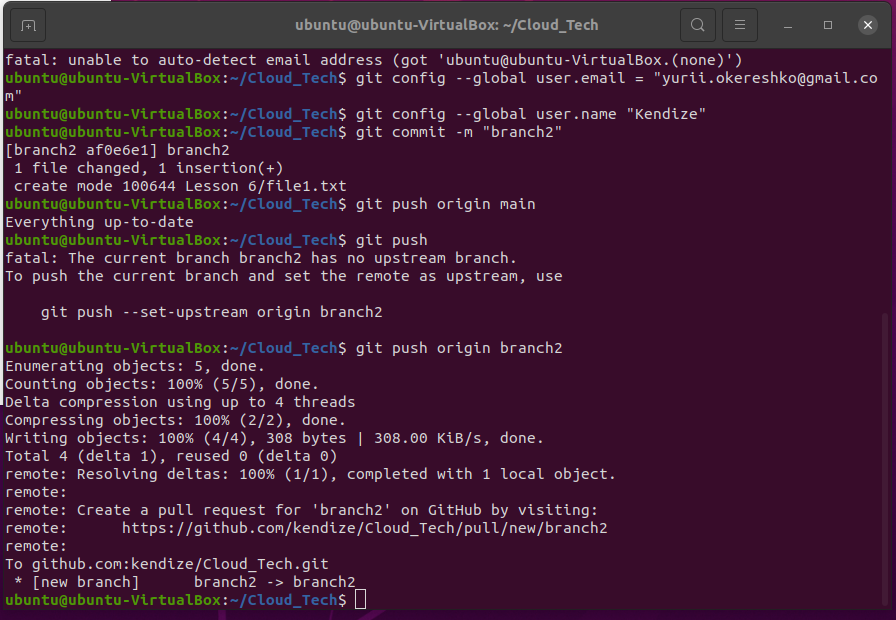 ubuntu@ubuntu-VirtualBox: ~/Cloud_Tech
fatal: unable to auto-detect email address (got 'ubuntu@ubuntu-VirtualBox.(none)')
ubuntu@ubuntu-VirtualBox:~/Cloud_Tech$ git config --global user.email = "yurii.okereshko@gmail.co
m"
ubuntu@ubuntu-VirtualBox:~/Cloud_Tech$ git config --global user.name "Kendize"
ubuntu@ubuntu-VirtualBox:~/Cloud_Tech$ git commit -m "branch2"
[branch2 af0e6e1] branch2
 1 file changed, 1 insertion(+)
 create mode 100644 Lesson 6/file1.txt
ubuntu@ubuntu-VirtualBox:~/Cloud_Tech$ git push origin main
Everything up-to-date
ubuntu@ubuntu-VirtualBox:~/Cloud_Tech$ git push
fatal: The current branch branch2 has no upstream branch.
To push the current branch and set the remote as upstream, use

    git push --set-upstream origin branch2

ubuntu@ubuntu-VirtualBox:~/Cloud_Tech$ git push origin branch2
Enumerating objects: 5, done.
Counting objects: 100% (5/5), done.
Delta compression using up to 4 threads
Compressing objects: 100% (2/2), done.
Writing objects: 100% (4/4), 308 bytes | 308.00 KiB/s, done.
Total 4 (delta 1), reused 0 (delta 0)
remote: Resolving deltas: 100% (1/1), completed with 1 local object.
remote:
remote: Create a pull request for 'branch2' on GitHub by visiting:
remote:      https://github.com/kendize/Cloud_Tech/pull/new/branch2
remote:
To github.com:kendize/Cloud_Tech.git
 * [new branch]      branch2 -> branch2
ubuntu@ubuntu-VirtualBox:~/Cloud_Tech$